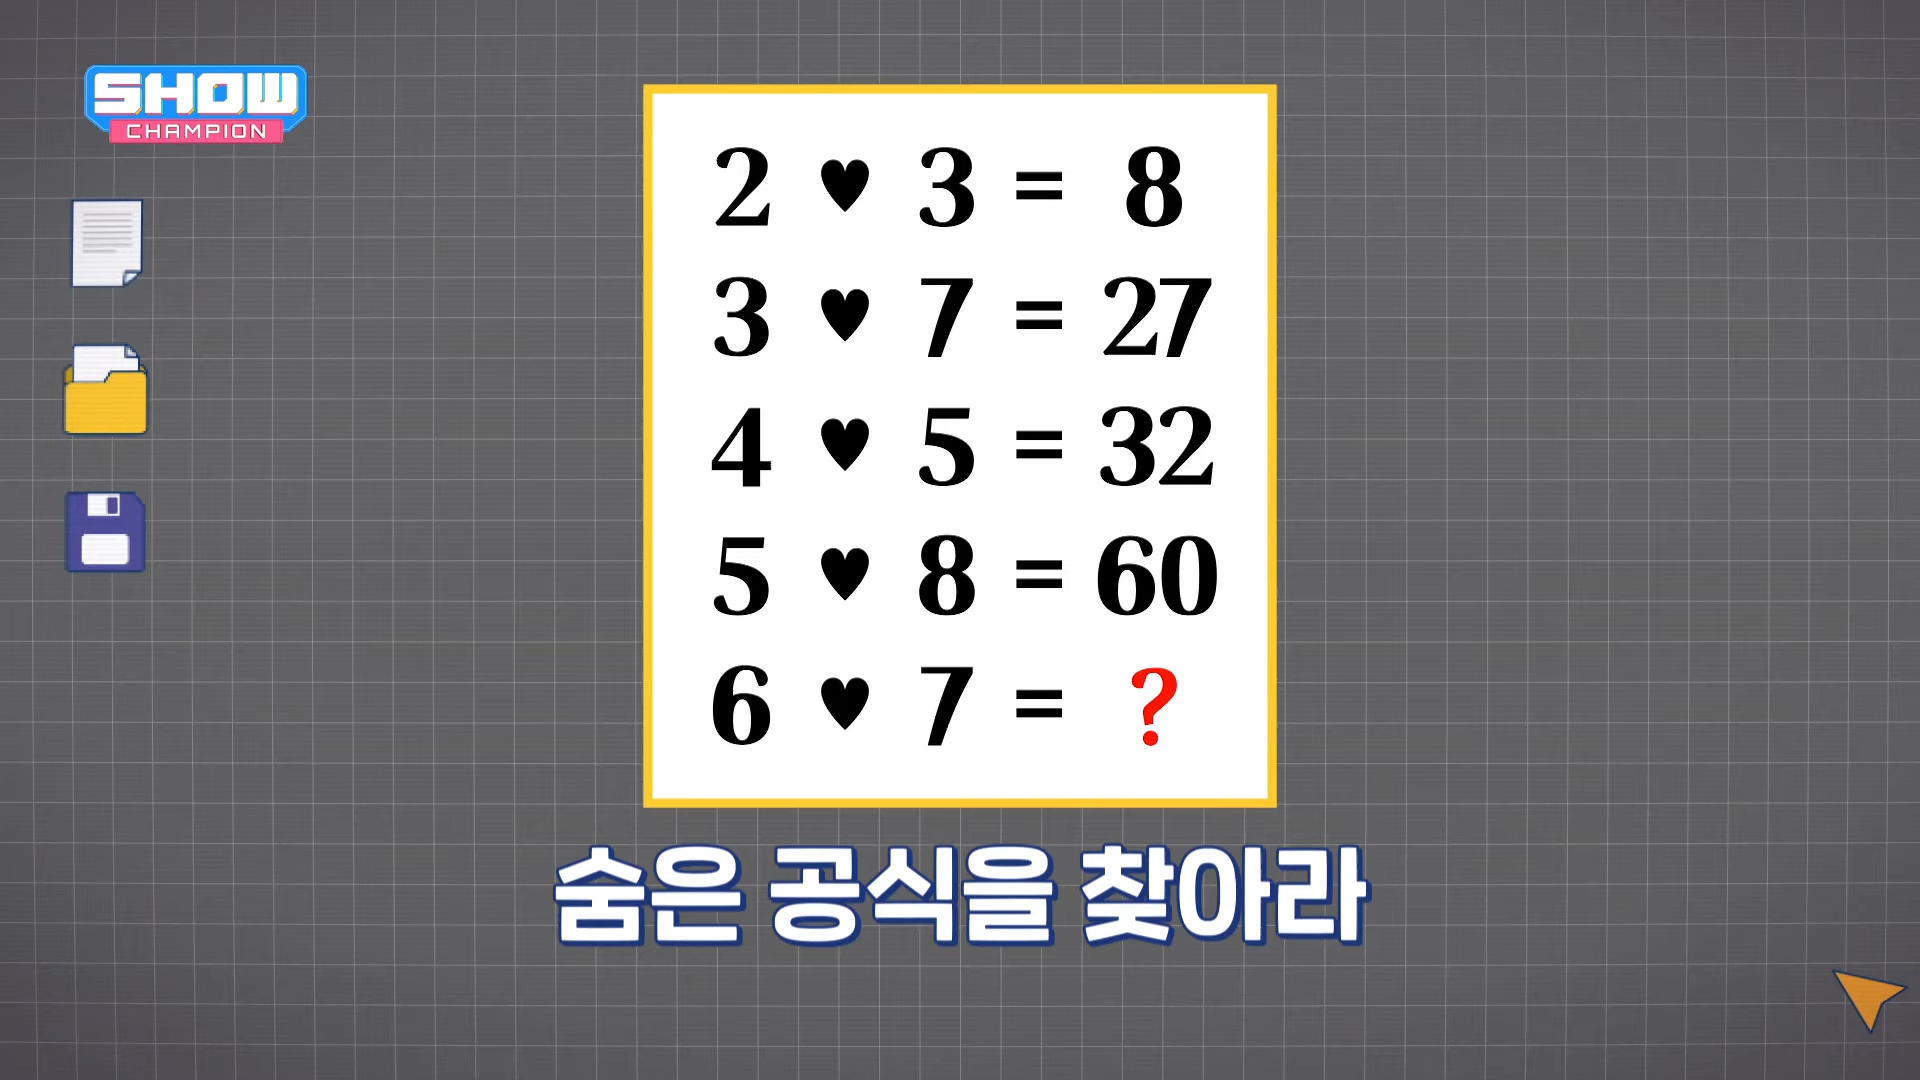 SHOW
CHAMPION
2 ♥ 3 = 8
3 ♥ 7 = 27
4 ♥ 5 = 32
5 ♥ 8 = 60
6 ♥ 7 = ?
숨은 공식을 찾아라